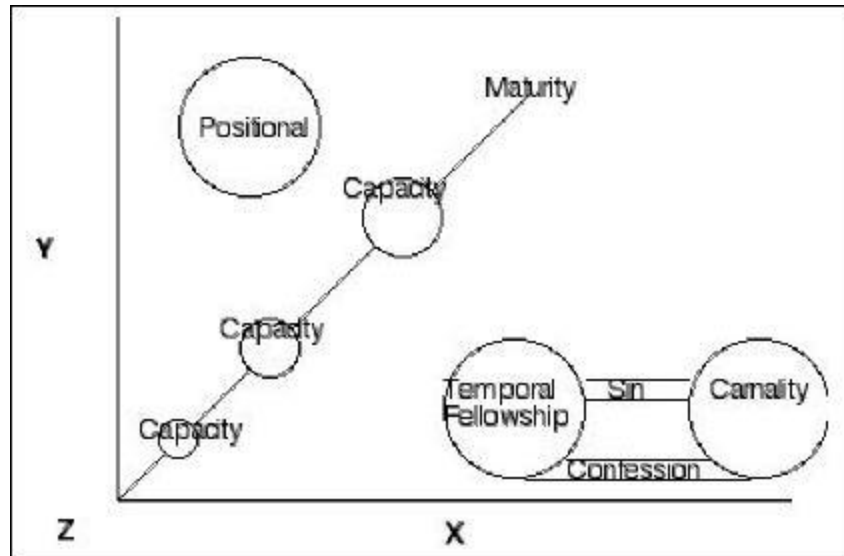 Maturity
Positional
Capacity
Y
Capacity
Temporal
Fellowship
Sin
Carnality
Capacity
Confession
Z
X